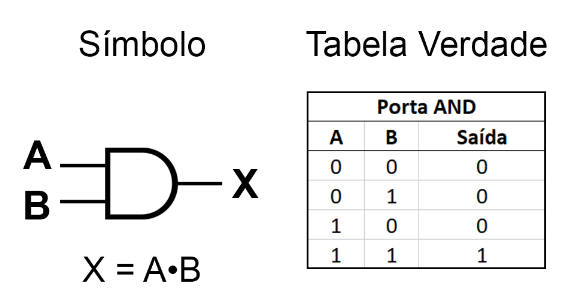 Símbolo
Tabela Verdade
A
B
X
X = A•B
Porta AND
A B Saída
0 0 0
0 1 0
1 0 0
1 1 1